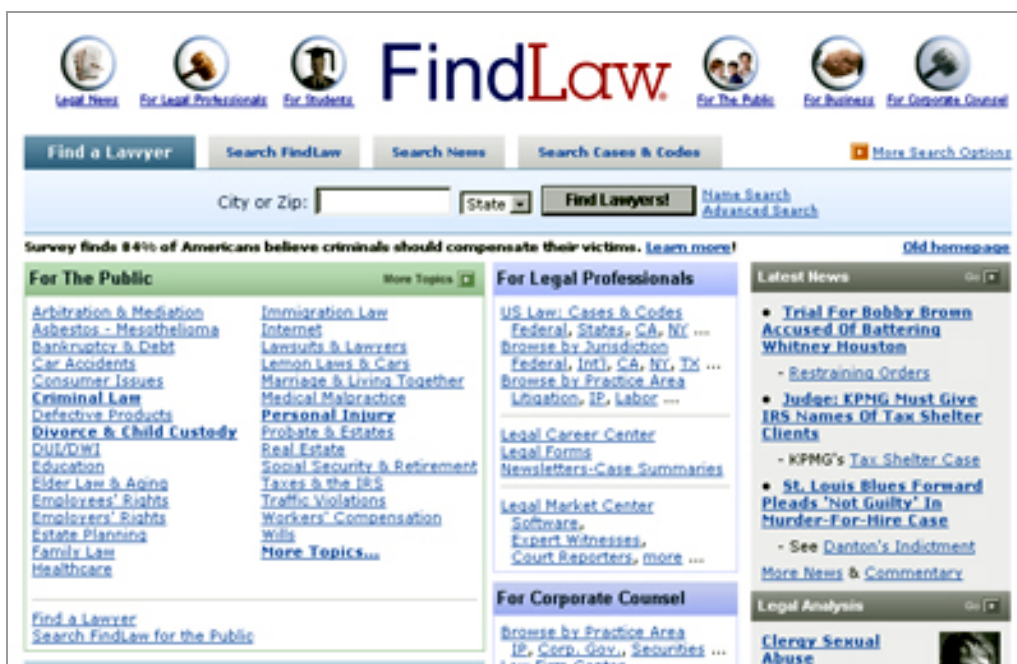 FindLaw
Legal News
For Legal Professionals
For Students
For The Public
For Business
For Corporate Counsel
Find a Lawyer
Search FindLaw
Search News
Search Cases & Codes
More Search Options
City or Zip:
State
Find Lawyers!
Name Search
Advanced Search
Survey finds 84% of Americans believe criminals should compensate their victims. Learn more!
Old homepage
For The Public
More Topics
Arbitration & Mediation
Asbestos - Mesothelioma
Bankruptcy & Debt
Car Accidents
Consumer Issues
Criminal Law
Defective Products
Divorce & Child Custody
DUI/DWI
Education
Elder Law & Aging
Employees' Rights
Employers' Rights
Estate Planning
Family Law
Healthcare
Immigration Law
Internet
Lawsuits & Lawyers
Lemon Laws & Cars
Marriage & Living Together
Medical Malpractice
Personal Injury
Probate & Estates
Real Estate
Social Security & Retirement
Taxes & the IRS
Traffic Violations
Workers' Compensation
Wills
More Topics...
Find a Lawyer
Search FindLaw for the Public
For Legal Professionals
US Law: Cases & Codes
Federal, States, CA, NY ...
Browse by Jurisdiction
Federal, Int'l, CA, NY, TX ...
Browse by Practice Area
Litigation, IP, Labor ...
Legal Career Center
Legal Forms
Newsletters-Case Summaries
Legal Market Center
Software,
Expert Witnesses,
Court Reporters, more ...
For Corporate Counsel
Browse by Practice Area
IP, Corp. Gov., Securities ...
Law Firm Center
Latest News
Go
• Trial For Bobby Brown
Accused Of Battering
Whitney Houston
- Restraining Orders
• Judge: KPMG Must Give
IRS Names Of Tax Shelter
Clients
- KPMG's Tax Shelter Case
• St. Louis Blues Forward
Pleads 'Not Guilty' In
Murder-For-Hire Case
- See Danton's Indictment
More News & Commentary
Legal Analysis
Go
Clergy Sexual
Abuse